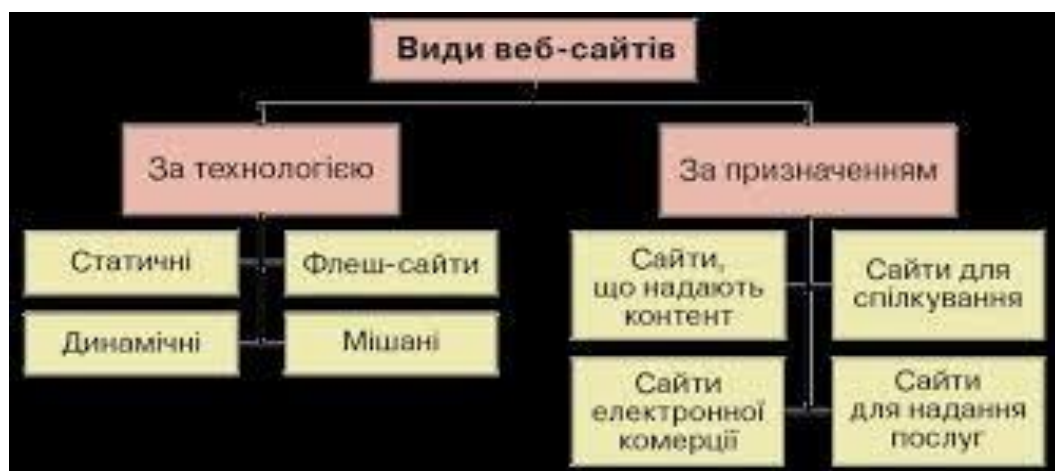 Види веб-сайтів
За технологією
За призначенням
Статичні
Флеш-сайти
Динамічні
Мішані
Сайти,
що надають
контент
Сайти для
спілкування
Сайти
електронної
комерції
Сайти
для надання
послуг